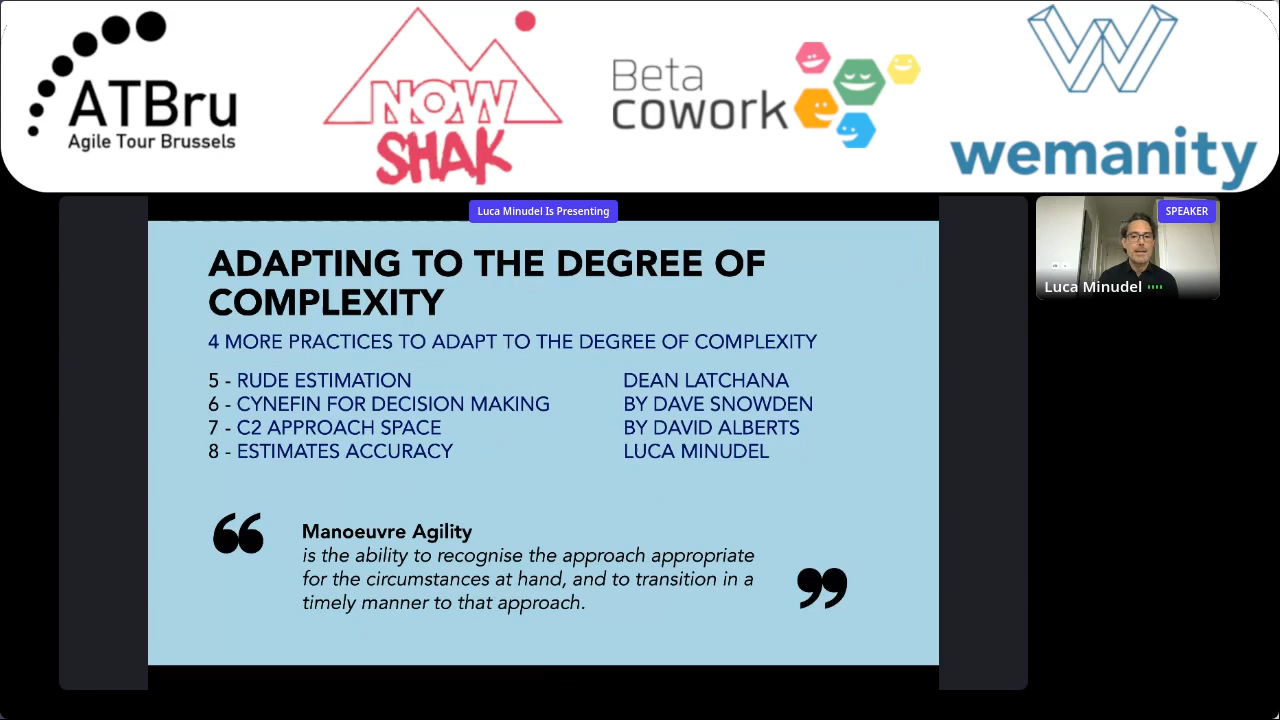 ATBru
Agile Tour Brussels
NOW
SHAK
Beta
cowork
W
wemanity
Luca Minudel Is Presenting
SPEAKER
Luca Minudel
ADAPTING TO THE DEGREE OF
COMPLEXITY
4 MORE PRACTICES TO ADAPT TO THE DEGREE OF COMPLEXITY
5 - RUDE ESTIMATION DEAN LATCHANA
6 - CYNEFIN FOR DECISION MAKING BY DAVE SNOWDEN
7 - C2 APPROACH SPACE BY DAVID ALBERTS
8 - ESTIMATES ACCURACY LUCA MINUDEL
“ Manoeuvre Agility
is the ability to recognise the approach appropriate
for the circumstances at hand, and to transition in a
timely manner to that approach. ”